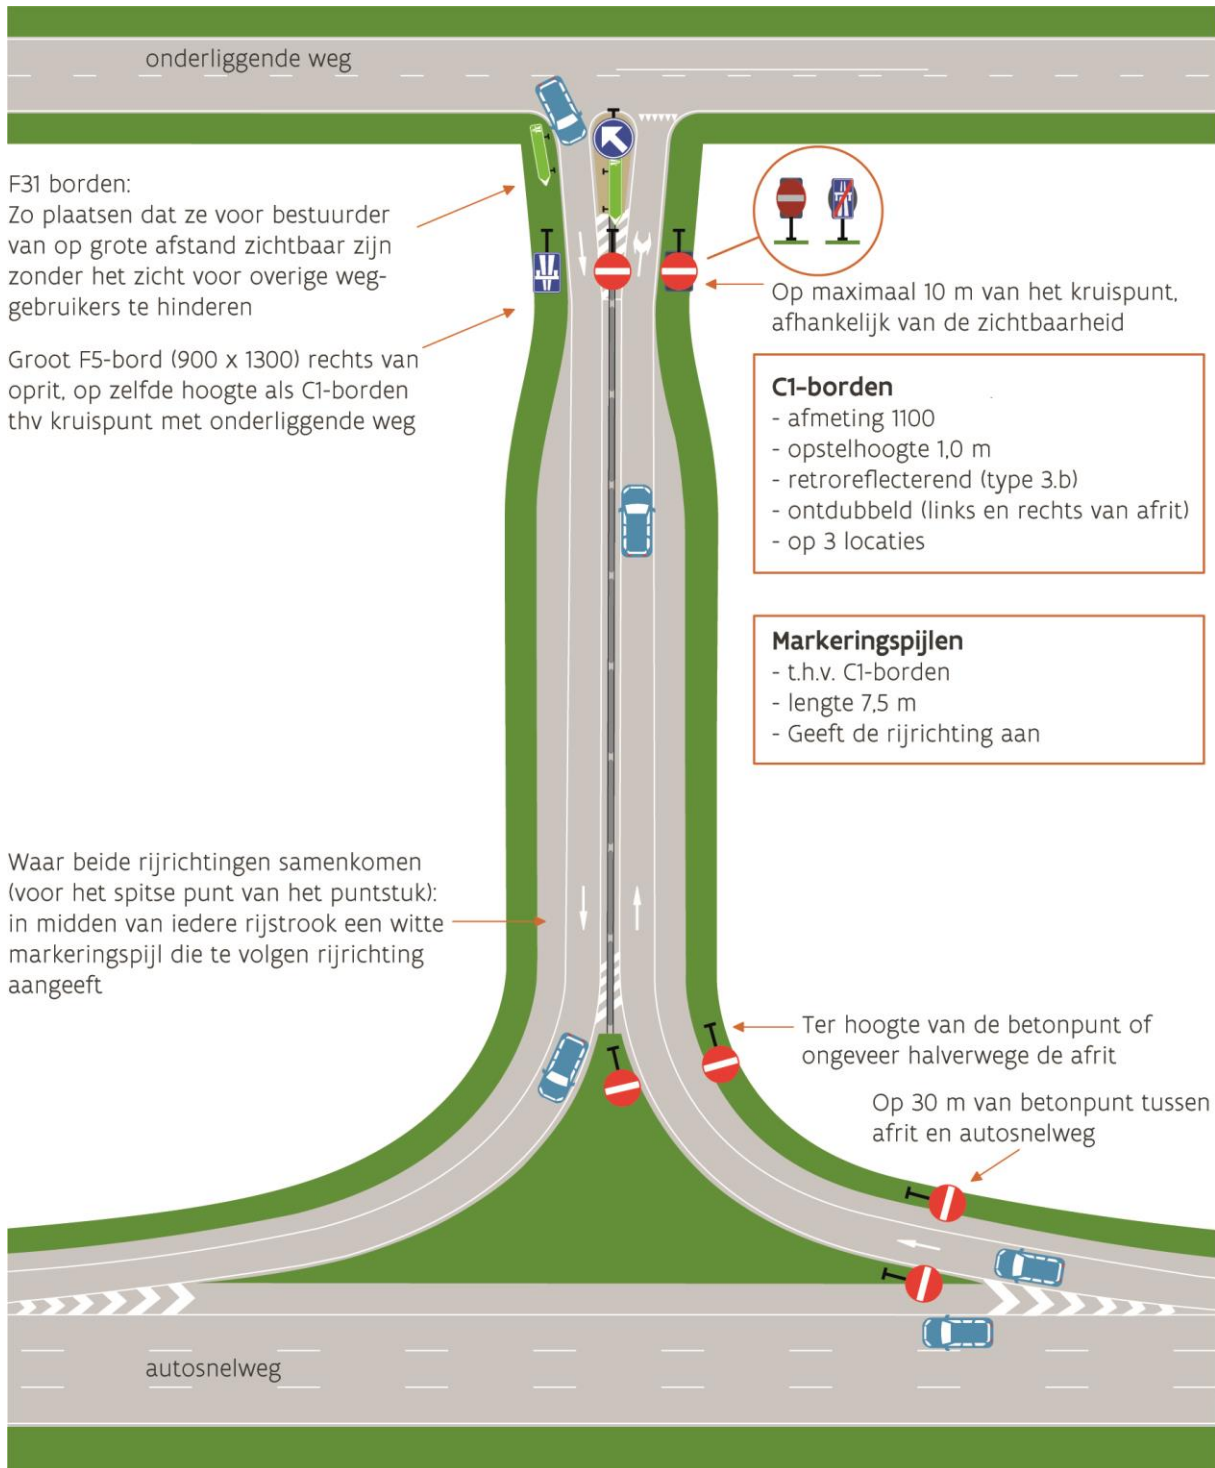 onderliggende weg
F31 borden:
Zo plaatsen dat ze voor bestuurder
van op grote afstand zichtbaar zijn
zonder het zicht voor overige weg-
gebruikers te hinderen
Groot F5-bord (900 x 1300) rechts van
oprit, op zelfde hoogte als C1-borden
thv kruispunt met onderliggende weg
Op maximaal 10 m van het kruispunt,
afhankelijk van de zichtbaarheid
C1-borden
- afmeting 1100
- opstelhoogte 1,0 m
- retroreflecterend (type 3.b)
- ontdubbeld (links en rechts van afrit)
- op 3 locaties
Markeringspijlen
- t.h.v. C1-borden
- lengte 7,5 m
- Geeft de rijrichting aan
Waar beide rijrichtingen samenkomen
(voor het spitse punt van het puntstuk):
in midden van iedere rijstrook een witte
markeringspijl die te volgen rijrichting
aangeeft
Ter hoogte van de betonpunt of
ongeveer halverwege de afrit
Op 30 m van betonpunt tussen
afrit en autosnelweg
autosnelweg